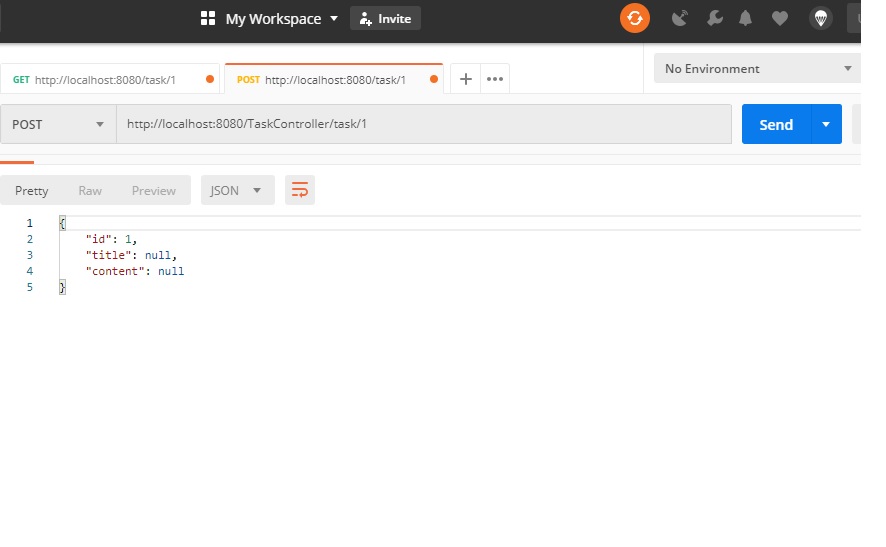 My Workspace Invite
GET http://localhost:8080/task/1 POST http://localhost:8080/task/1 + ••• No Environment
POST http://localhost:8080/TaskController/task/1 Send
Pretty Raw Preview JSON
1 {
2 "id": 1,
3 "title": null,
4 "content": null
5 }